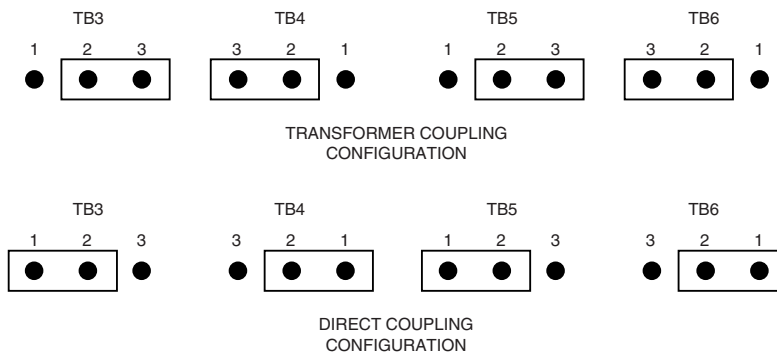 TB3 TB4 TB5 TB6
1 2 3 3 2 1 1 2 3 3 2 1
TRANSFORMER COUPLING
CONFIGURATION
TB3 TB4 TB5 TB6
1 2 3 3 2 1 1 2 3 3 2 1
DIRECT COUPLING
CONFIGURATION